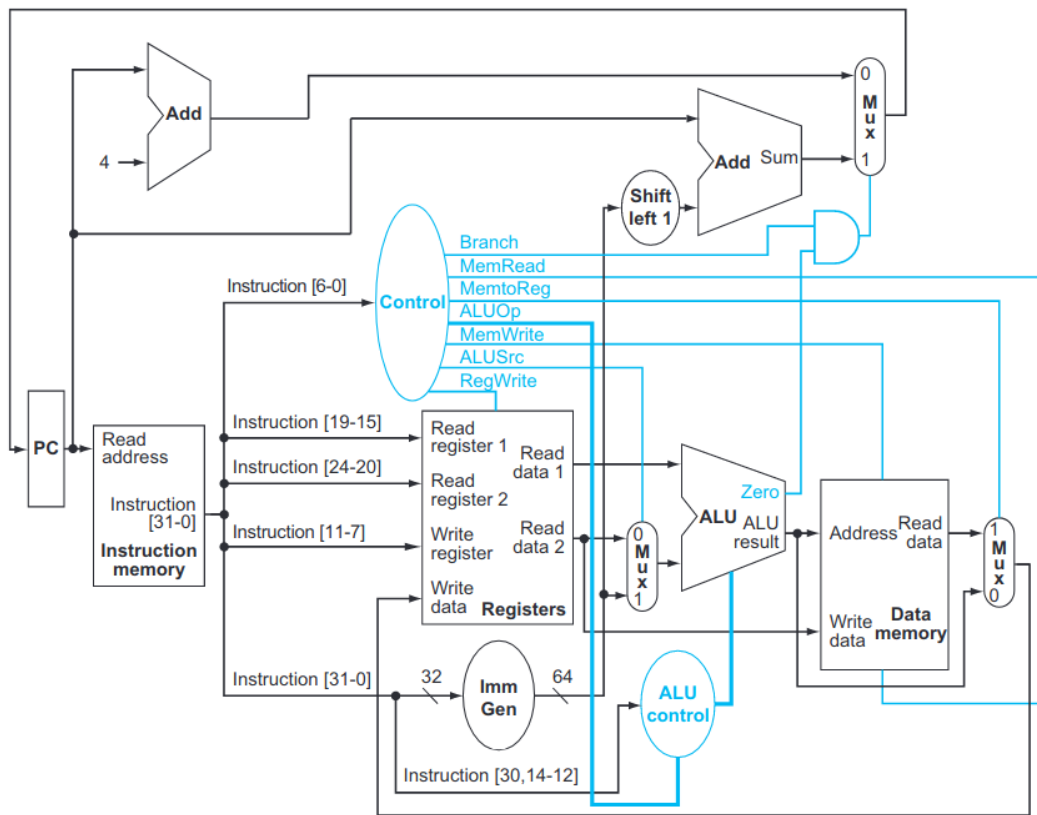 Add
4
0
Mux
1
Add
Sum
Shift
left 1
Branch
MemRead
MemtoReg
ALUOp
MemWrite
ALUSrc
RegWrite
Control
Instruction [6-0]
PC
Read
address
Instruction
[31-0]
Instruction
memory
Instruction [19-15]
Instruction [24-20]
Instruction [11-7]
Instruction [31-0]
Read
register 1
Read
register 2
Write
register
Write
data
Read
data 1
Read
data 2
Registers
0
Mux
1
Zero
ALU
ALU
result
Address
Read
data
Write
data
Data
memory
1
Mux
0
32
Imm
Gen
64
ALU
control
Instruction [30,14-12]